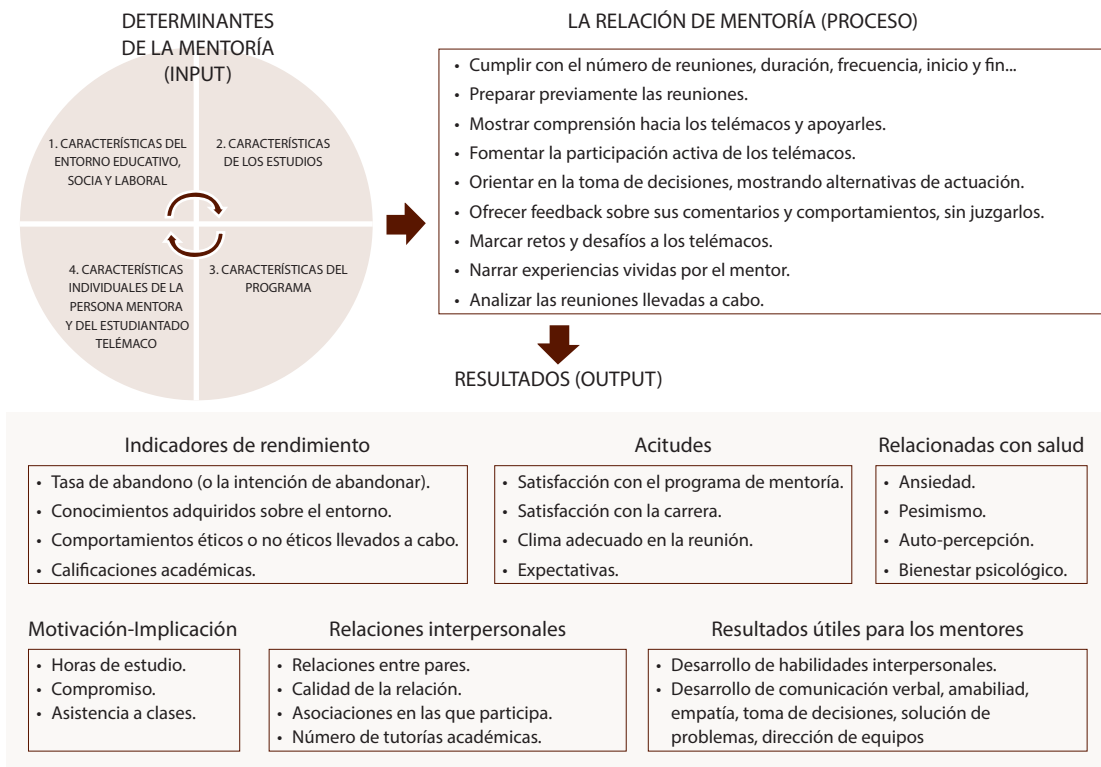 DETERMINANTES
DE LA MENTORÍA
(INPUT)
1. CARACTERÍSTICAS DEL
ENTORNO EDUCATIVO,
SOCIA Y LABORAL
2. CARACTERÍSTICAS
DE LOS ESTUDIOS
4. CARACTERÍSTICAS
INDIVIDUALES DE LA
PERSONA MENTORA
Y DEL ESTUDIANTADO
TELÉMACO
3. CARACTERÍSTICAS DEL
PROGRAMA
LA RELACIÓN DE MENTORÍA (PROCESO)
• Cumplir con el número de reuniones, duración, frecuencia, inicio y fin...
• Preparar previamente las reuniones.
• Mostrar comprensión hacia los telémacos y apoyarles.
• Fomentar la participación activa de los telémacos.
• Orientar en la toma de decisiones, mostrando alternativas de actuación.
• Ofrecer feedback sobre sus comentarios y comportamientos, sin juzgarlos.
• Marcar retos y desafíos a los telémacos.
• Narrar experiencias vividas por el mentor.
• Analizar las reuniones llevadas a cabo.
RESULTADOS (OUTPUT)
Indicadores de rendimiento
• Tasa de abandono (o la intención de abandonar).
• Conocimientos adquiridos sobre el entorno.
• Comportamientos éticos o no éticos llevados a cabo.
• Calificaciones académicas.
Acitudes
• Satisfacción con el programa de mentoría.
• Satisfacción con la carrera.
• Clima adecuado en la reunión.
• Expectativas.
Relacionadas con salud
• Ansiedad.
• Pesimismo.
• Auto-percepción.
• Bienestar psicológico.
Motivación-Implicación
• Horas de estudio.
• Compromiso.
• Asistencia a clases.
Relaciones interpersonales
• Relaciones entre pares.
• Calidad de la relación.
• Asociaciones en las que participa.
• Número de tutorías académicas.
Resultados útiles para los mentores
• Desarrollo de habilidades interpersonales.
• Desarrollo de comunicación verbal, amabiliad,
empatía, toma de decisiones, solución de
problemas, dirección de equipos